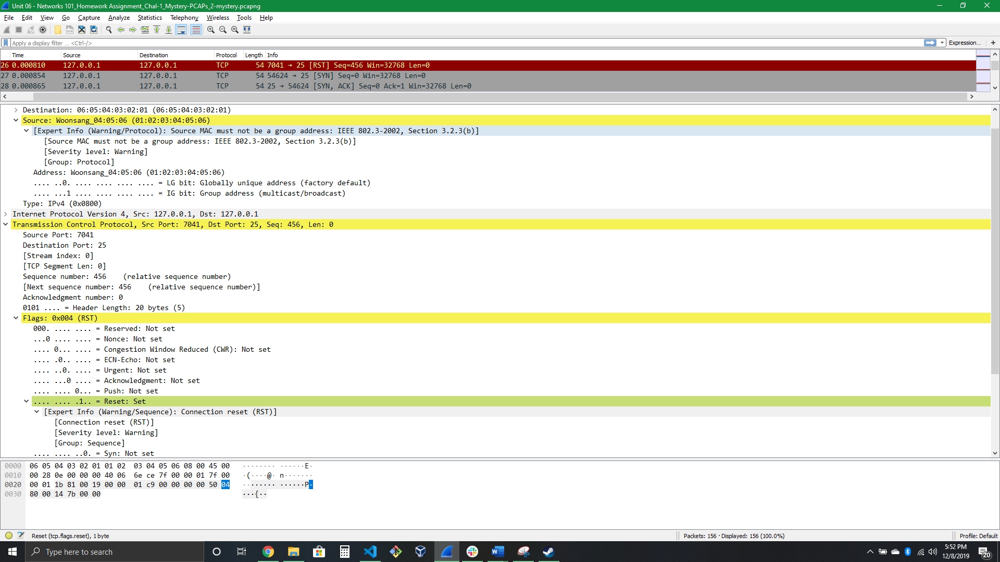 Unit 06 - Networks 101_Homework Assignment_Chal-1_Mystery-PCAPs_2-mystery.pcapng
File Edit View Go Capture Analyze Statistics Telephony Wireless Tools Help
Apply a display filter ... <Ctrl-/> Expression... +
Time Source Destination Protocol Length Info
26 0.000810 127.0.0.1 127.0.0.1 TCP 54 7041 → 25 [RST] Seq=456 Win=32768 Len=0
27 0.000854 127.0.0.1 127.0.0.1 TCP 54 54624 → 25 [SYN] Seq=0 Win=32768 Len=0
28 0.000865 127.0.0.1 127.0.0.1 TCP 54 25 → 54624 [SYN, ACK] Seq=0 Ack=1 Win=32768 Len=0
Destination: 06:05:04:03:02:01 (06:05:04:03:02:01)
Source: Woonsang_04:05:06 (01:02:03:04:05:06)
[Expert Info (Warning/Protocol): Source MAC must not be a group address: IEEE 802.3-2002, Section 3.2.3(b)]
[Source MAC must not be a group address: IEEE 802.3-2002, Section 3.2.3(b)]
[Severity level: Warning]
[Group: Protocol]
Address: Woonsang_04:05:06 (01:02:03:04:05:06)
.... ..0. .... .... .... .... = LG bit: Globally unique address (factory default)
.... ...1 .... .... .... .... = IG bit: Group address (multicast/broadcast)
Type: IPv4 (0x0800)
Internet Protocol Version 4, Src: 127.0.0.1, Dst: 127.0.0.1
Transmission Control Protocol, Src Port: 7041, Dst Port: 25, Seq: 456, Len: 0
Source Port: 7041
Destination Port: 25
[Stream index: 0]
[TCP Segment Len: 0]
Sequence number: 456 (relative sequence number)
[Next sequence number: 456 (relative sequence number)]
Acknowledgment number: 0
0101 .... = Header Length: 20 bytes (5)
Flags: 0x004 (RST)
000. .... .... = Reserved: Not set
...0 .... .... = Nonce: Not set
.... 0... .... = Congestion Window Reduced (CWR): Not set
.... .0.. .... = ECN-Echo: Not set
.... ..0. .... = Urgent: Not set
.... ...0 .... = Acknowledgment: Not set
.... .... 0... = Push: Not set
.... .... .1.. = Reset: Set
[Expert Info (Warning/Sequence): Connection reset (RST)]
[Connection reset (RST)]
[Severity level: Warning]
[Group: Sequence]
.... .... ..0. = Syn: Not set
0000 06 05 04 03 02 01 01 02 03 04 05 06 08 00 45 00 ········ ······E·
0010 00 28 0e 00 00 00 40 06 6e ce 7f 00 00 01 7f 00 ·(····@· n·······
0020 00 01 1b 81 00 19 00 00 01 c9 00 00 00 00 50 04 ········ ······P·
0030 80 00 14 7b 00 00 ···{··
Reset (tcp.flags.reset), 1 byte Packets: 156 · Displayed: 156 (100.0%) Profile: Default
Type here to search
5:52 PM
12/8/2019
20